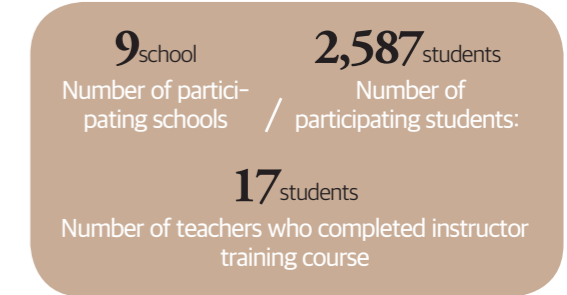 9school
Number of partici-
pating schools
/
2,587students
Number of
participating students:
17students
Number of teachers who completed instructor
training course